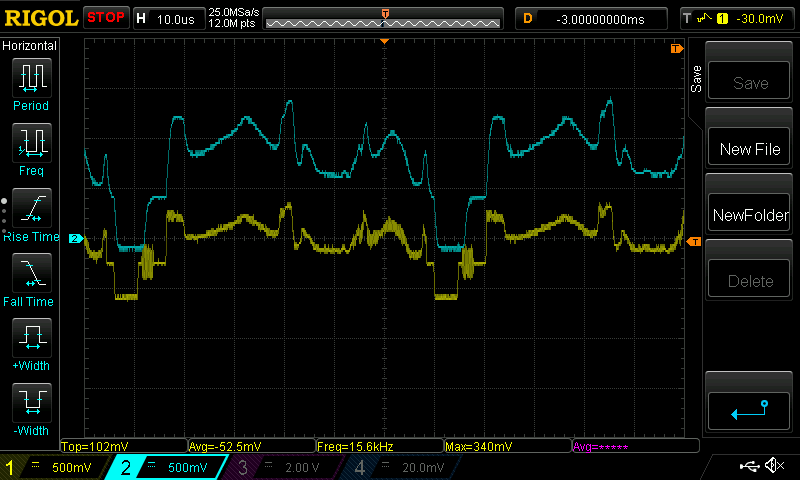 RIGOL STOP H 10.0us 25.0MSa/s 12.0M pts D -3.00000000ms T 1 -30.0mV
T
Horizontal
Period
Freq
Rise Time
Fall Time
+Width
-Width
2
T
T
Save
Save
New File
NewFolder
Delete
Top=102mV Avg=-52.5mV Freq=15.6kHz Max=340mV Avg=*****
1 500mV 2 500mV 3 2.00 V 4 20.0mV